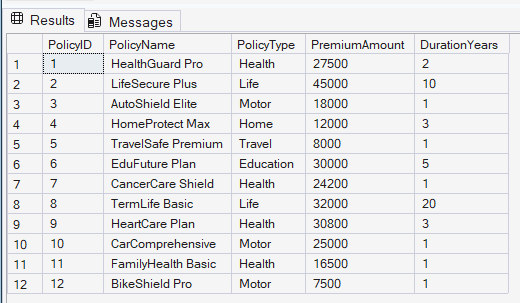 Results Messages
PolicyID PolicyName PolicyType PremiumAmount DurationYears
1 1 HealthGuard Pro Health 27500 2
2 2 LifeSecure Plus Life 45000 10
3 3 AutoShield Elite Motor 18000 1
4 4 HomeProtect Max Home 12000 3
5 5 TravelSafe Premium Travel 8000 1
6 6 EduFuture Plan Education 30000 5
7 7 CancerCare Shield Health 24200 1
8 8 TermLife Basic Life 32000 20
9 9 HeartCare Plan Health 30800 3
10 10 CarComprehensive Motor 25000 1
11 11 FamilyHealth Basic Health 16500 1
12 12 BikeShield Pro Motor 7500 1